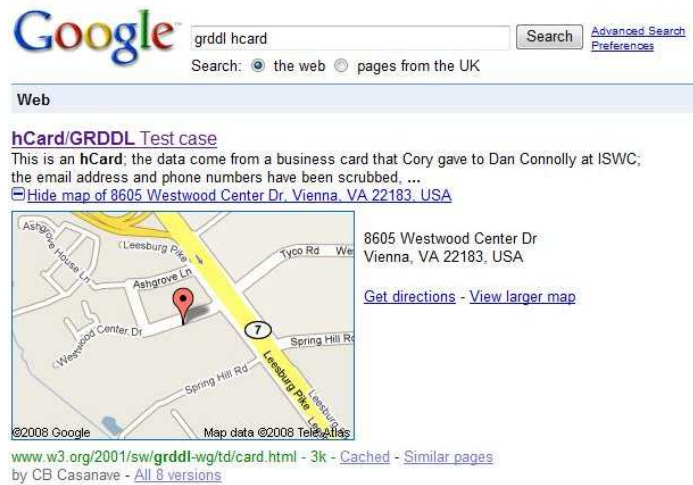 Google grddl hcard Search Advanced Search
Preferences
Search: the web pages from the UK
Web
hCard/GRDDL Test case
This is an hCard; the data come from a business card that Cory gave to Dan Connolly at ISWC;
the email address and phone numbers have been scrubbed, ...
Hide map of 8605 Westwood Center Dr, Vienna, VA 22183, USA
Ashgrove House Ln
Leesburg Pike
Tyco Rd
We
Ashgrove Ln
Westwood Center Dr
7
Spring Hill Rd
Spring Hill Rd
Leesburg Pike
Leesburg
©2008 Google
Map data ©2008 Tele Atlas
8605 Westwood Center Dr
Vienna, VA 22183, USA
Get directions - View larger map
www.w3.org/2001/sw/grddl-wg/td/card.html - 3k - Cached - Similar pages
by CB Casanave - All 8 versions